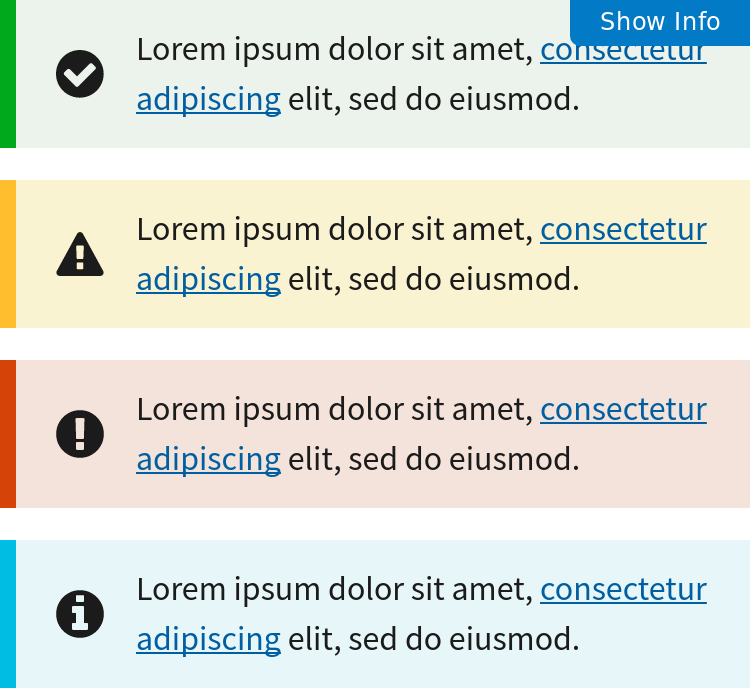 Show Info
Lorem ipsum dolor sit amet, consectetur
adipiscing elit, sed do eiusmod.
Lorem ipsum dolor sit amet, consectetur
adipiscing elit, sed do eiusmod.
Lorem ipsum dolor sit amet, consectetur
adipiscing elit, sed do eiusmod.
Lorem ipsum dolor sit amet, consectetur
adipiscing elit, sed do eiusmod.